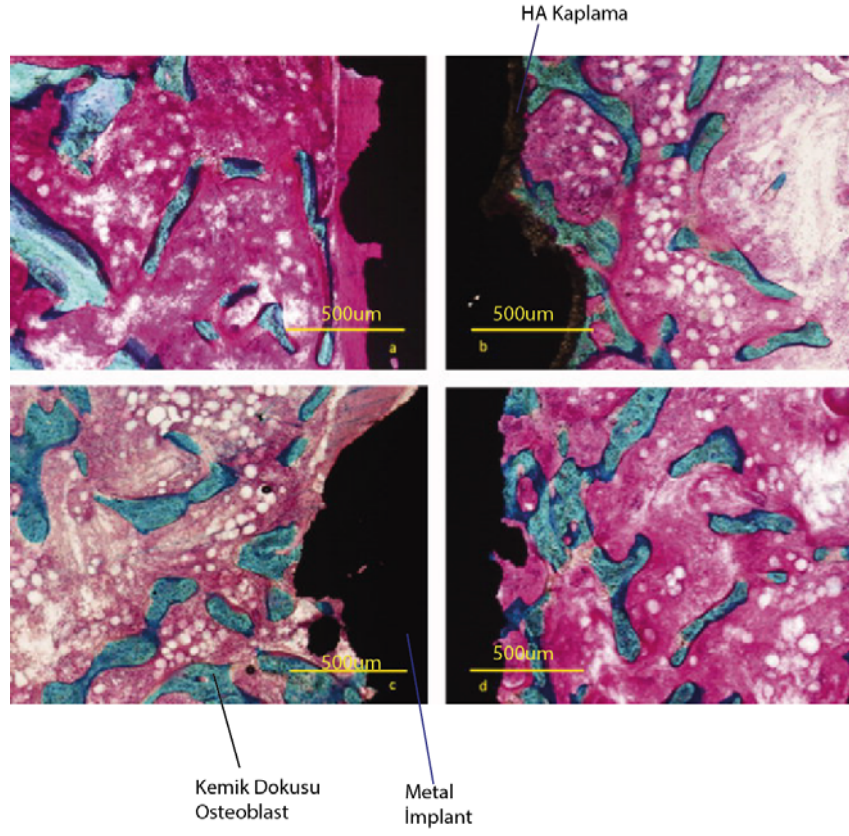 HA Kaplama
500um
a
500um
b
500um
c
500um
d
Kemik Dokusu
Osteoblast
Metal
İmplant